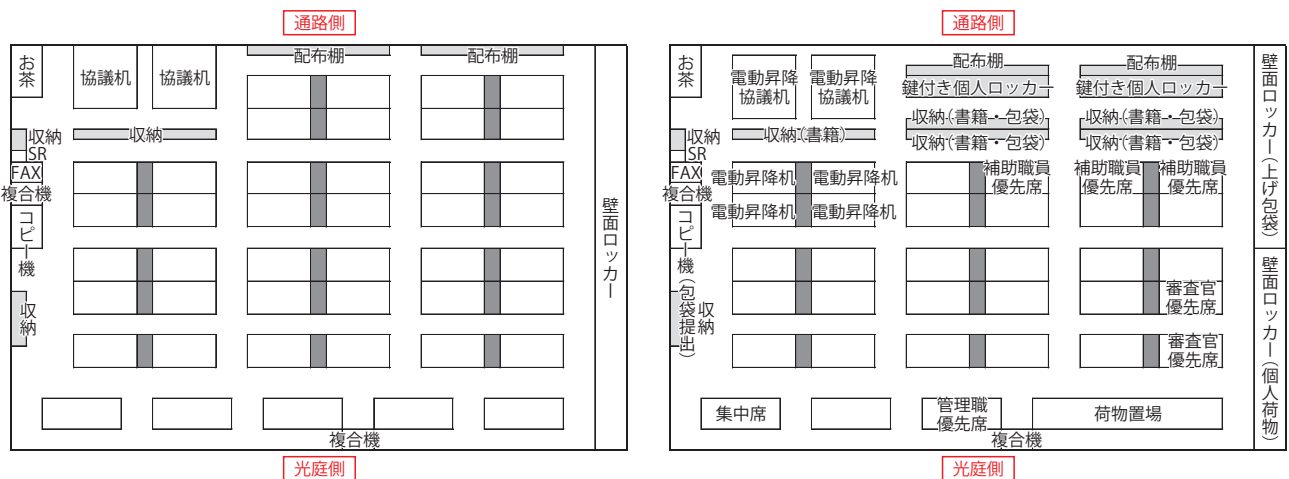 通路側
お茶
協議机
協議机
配布棚
配布棚
収納
収納
SR
FAX
複合機
コピー機
収納
壁面ロッカー
複合機
光庭側
通路側
お茶
電動昇降
協議机
電動昇降
協議机
配布棚
鍵付き個人ロッカー
配布棚
鍵付き個人ロッカー
収納(書籍・包袋)
収納(書籍・包袋)
収納(書籍・包袋)
収納(書籍・包袋)
収納(書籍)
収納
SR
FAX
複合機
コピー機(包袋提出)
収納
電動昇降机
電動昇降机
電動昇降机
電動昇降机
補助職員
優先席
補助職員
優先席
補助職員
優先席
審査官
優先席
審査官
優先席
壁面ロッカー(上げ包袋)
壁面ロッカー(個人荷物)
集中席
管理職
優先席
荷物置場
複合機
光庭側